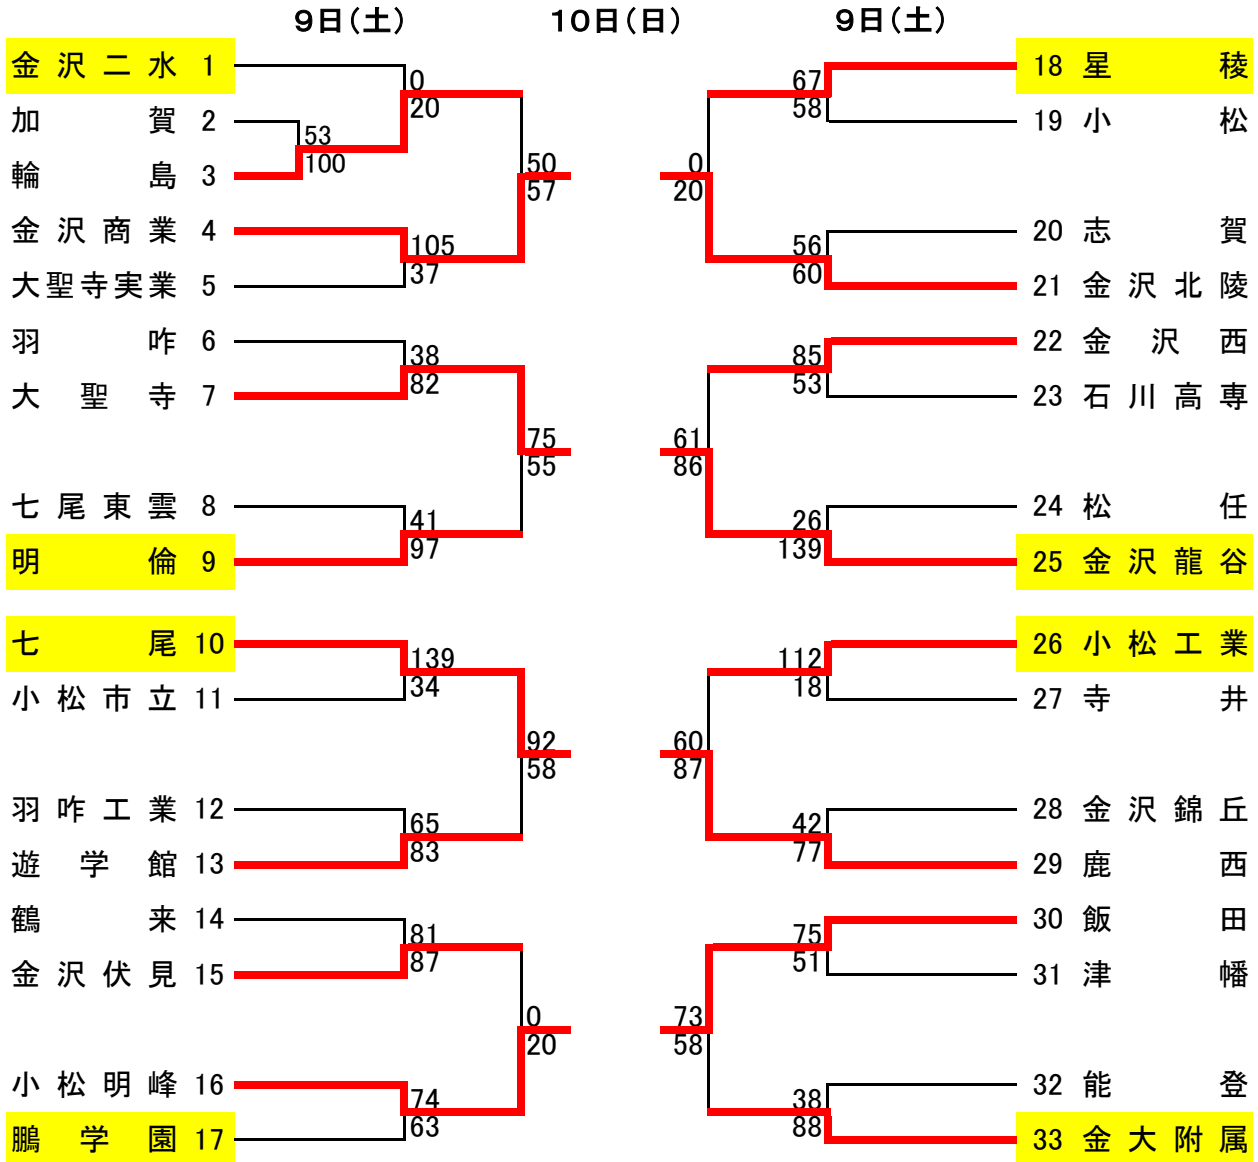 9日(土) 10日(日) 9日(土)
金沢二水 1
0
20
加賀 2
53
100
輪島 3
50
57
金沢商業 4
105
37
大聖寺実業 5
羽咋 6
38
82
大聖寺 7
75
55
七尾東雲 8
41
97
明倫 9
七尾 10
139
34
小松市立 11
92
58
羽咋工業 12
65
83
遊学館 13
鶴来 14
81
87
金沢伏見 15
0
20
小松明峰 16
74
63
鵬学園 17
67
58
18 星稜
19 小松
0
20
56
60
20 志賀
21 金沢北陵
85
53
22 金沢西
23 石川高専
61
86
26
139
24 松任
25 金沢龍谷
112
18
26 小松工業
27 寺井
60
87
42
77
28 金沢錦丘
29 鹿西
75
51
30 飯田
31 津幡
73
58
38
88
32 能登
33 金大附属